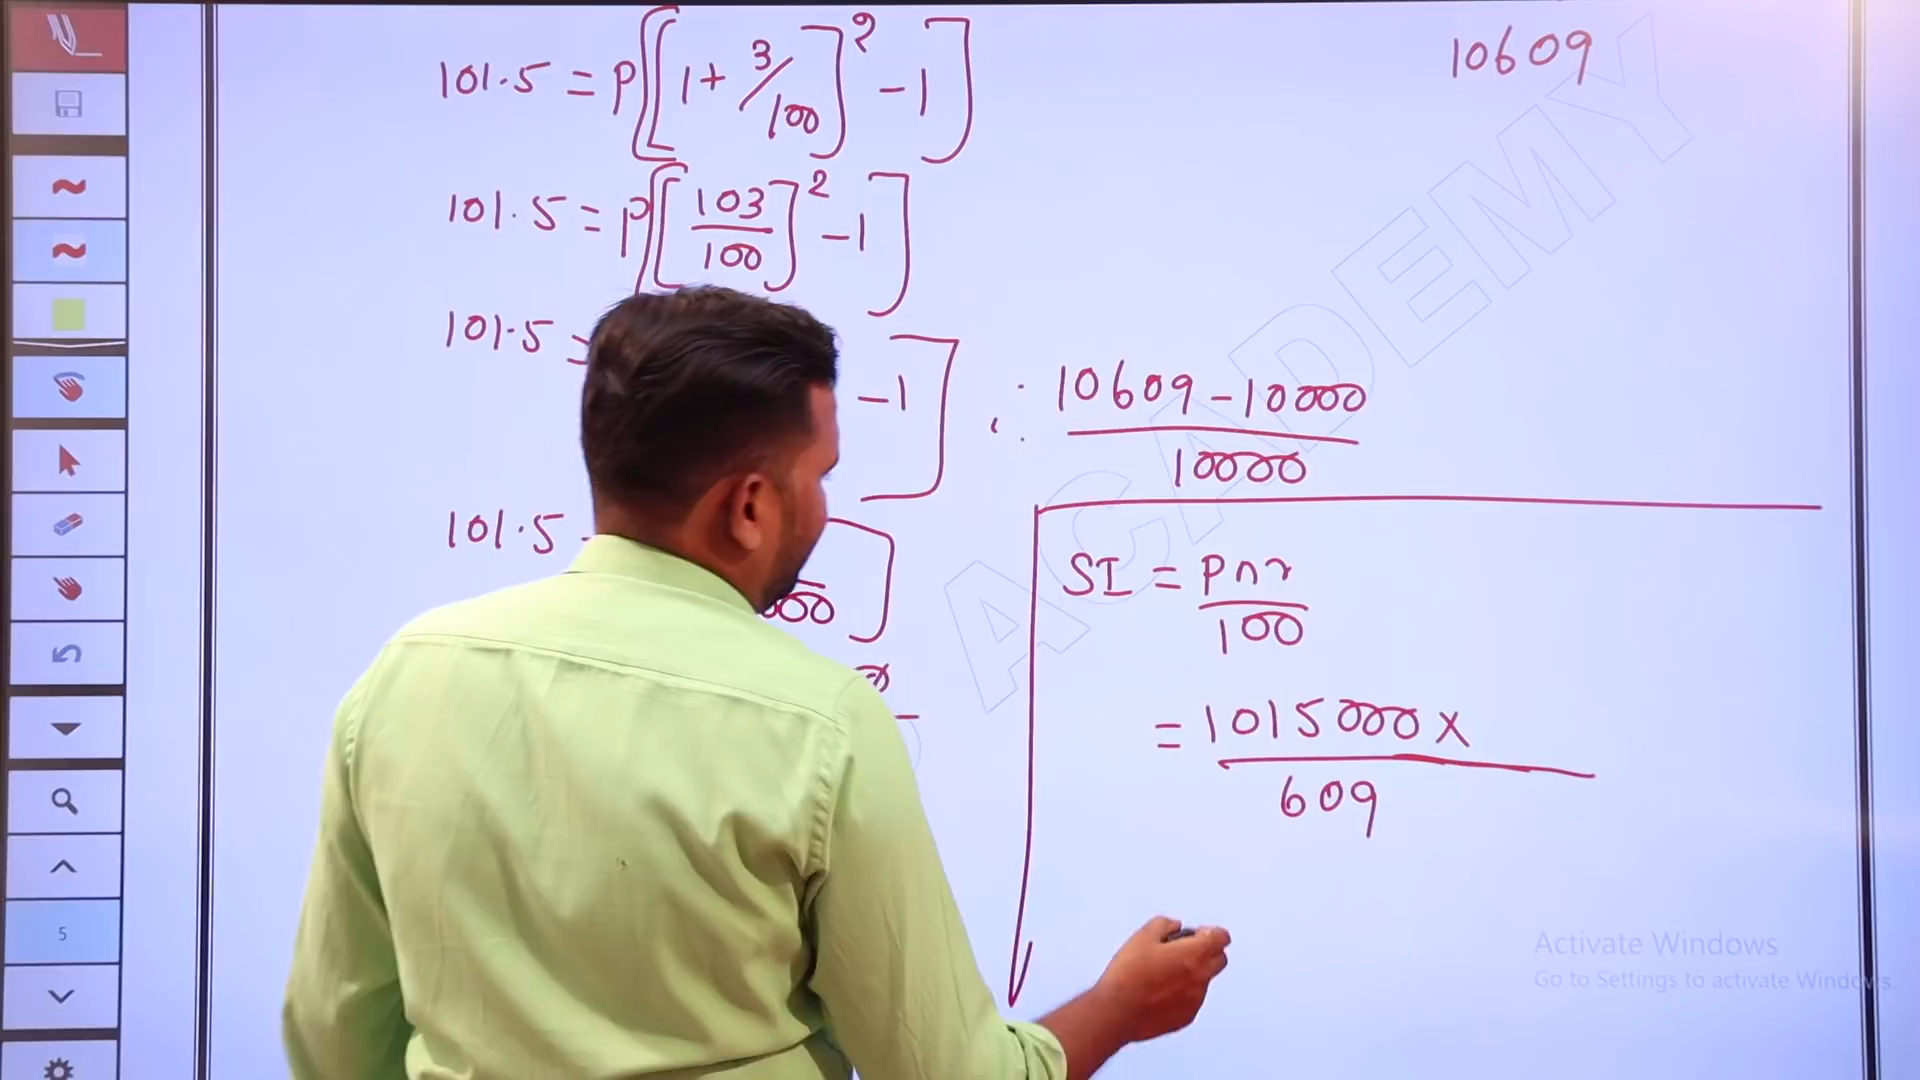 10609
101.5 = P[[1+ 3/100]² -1]
101.5 = P[[103/100]² -1]
101.5 = -1]
∴ 10609 - 10000
10000
101.5
000
SI = Pnr
100
= 1015000 x
609
ACADEMY
5
Activate Windows
Go to Settings to activate Windows.